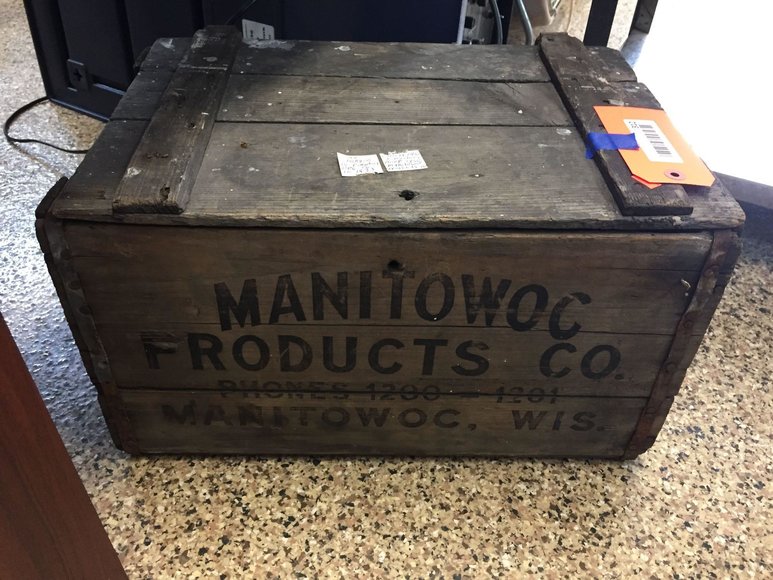 MANITOWOC
PRODUCTS CO.
PHONES 1200 - 1201
MANITOWOC, WIS.